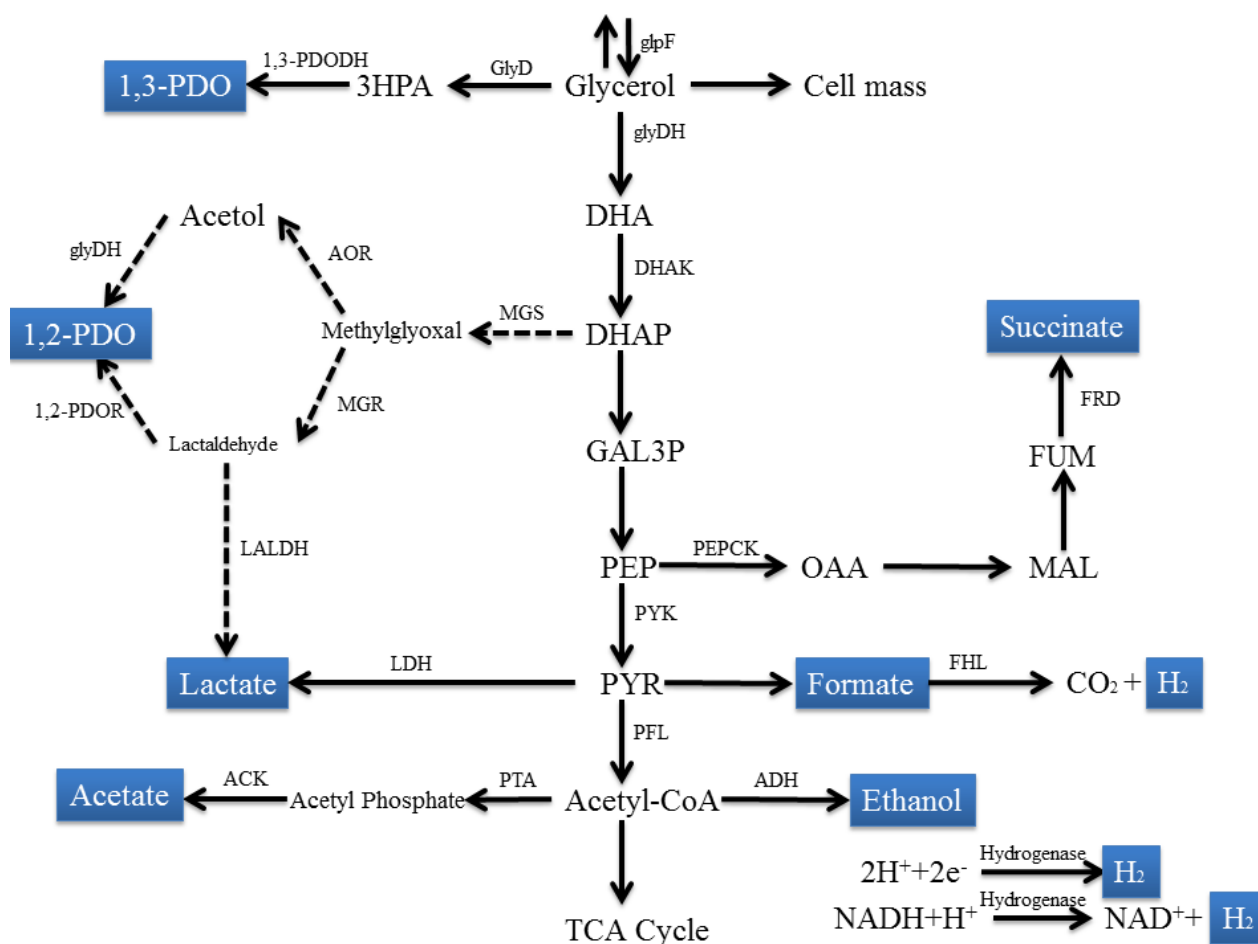 glpF
1,3-PDO
1,3-PDODH
3HPA
GlyD
Glycerol
Cell mass
glyDH
Acetol
DHA
glyDH
AOR
DHAK
1,2-PDO
Methylglyoxal
MGS
DHAP
Succinate
1,2-PDOR
MGR
FRD
Lactaldehyde
GAL3P
FUM
LALDH
PEP
PEPCK
OAA
MAL
PYK
Lactate
LDH
PYR
Formate
FHL
CO₂ + H₂
PFL
Acetate
ACK
Acetyl Phosphate
PTA
Acetyl-CoA
ADH
Ethanol
2H⁺+2e⁻ Hydrogenase H₂
NADH+H⁺ Hydrogenase NAD⁺+ H₂
TCA Cycle